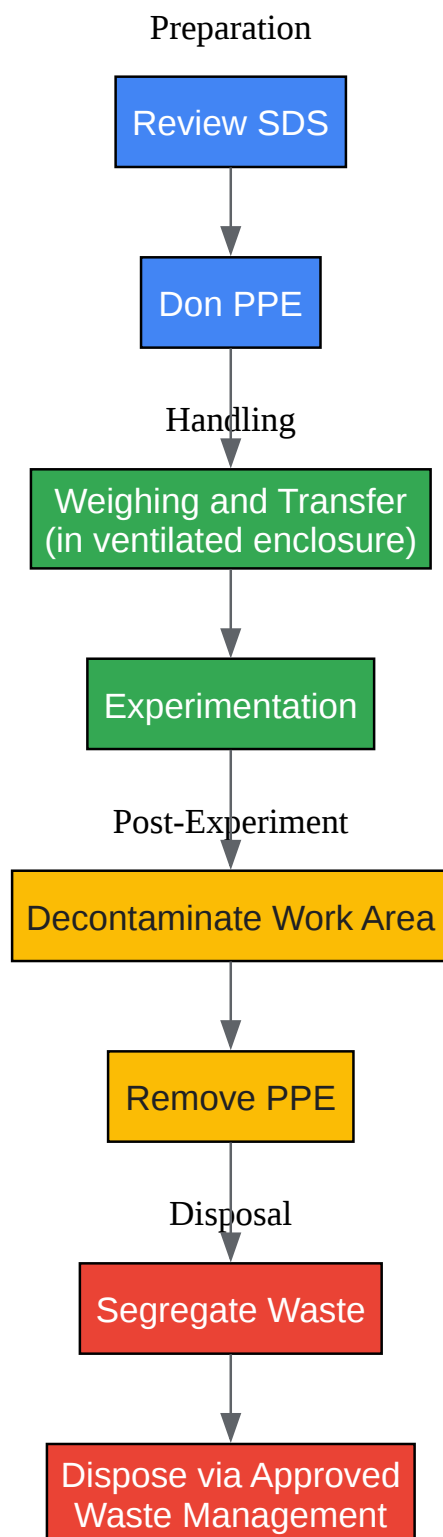 Preparation
Review SDS
Don PPE
Handling
Weighing and Transfer
(in ventilated enclosure)
Experimentation
Post-Experiment
Decontaminate Work Area
Remove PPE
Disposal
Segregate Waste
Dispose via Approved
Waste Management